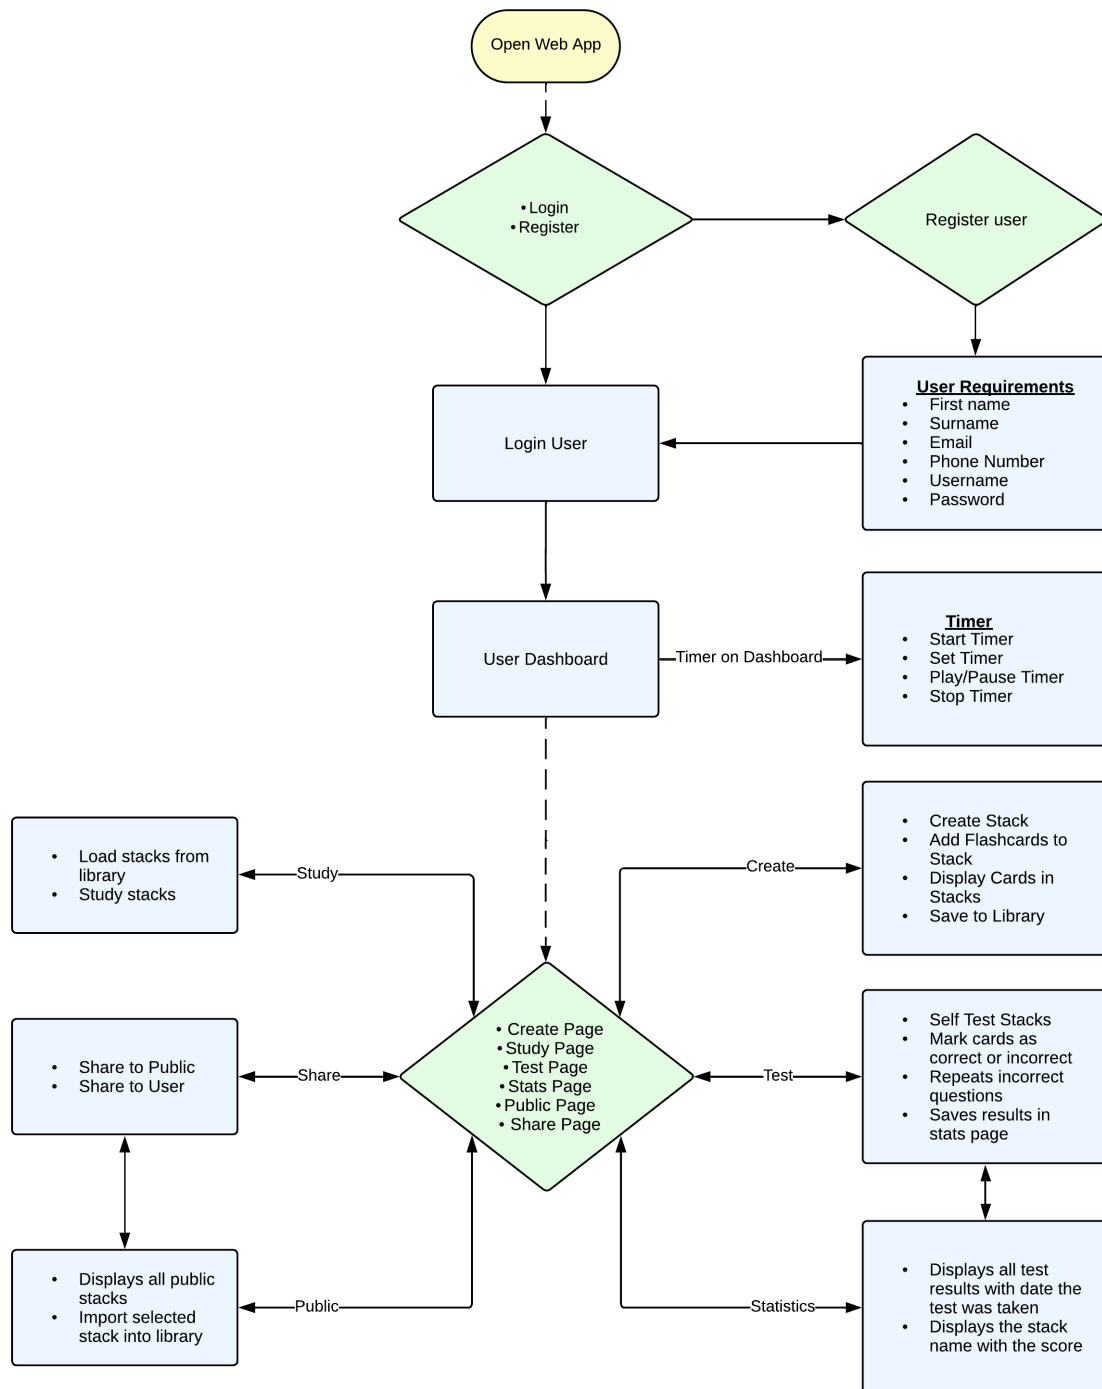 Open Web App
• Login
• Register
Register user
User Requirements
• First name
• Surname
• Email
• Phone Number
• Username
• Password
Login User
User Dashboard
Timer on Dashboard
Timer
• Start Timer
• Set Timer
• Play/Pause Timer
• Stop Timer
• Load stacks from
library
• Study stacks
Study
Create
• Create Stack
• Add Flashcards to
Stack
• Display Cards in
Stacks
• Save to Library
• Share to Public
• Share to User
Share
• Create Page
• Study Page
• Test Page
• Stats Page
• Public Page
• Share Page
Test
• Self Test Stacks
• Mark cards as
correct or incorrect
• Repeats incorrect
questions
• Saves results in
stats page
• Displays all public
stacks
• Import selected
stack into library
Public
Statistics
• Displays all test
results with date the
test was taken
• Displays the stack
name with the score